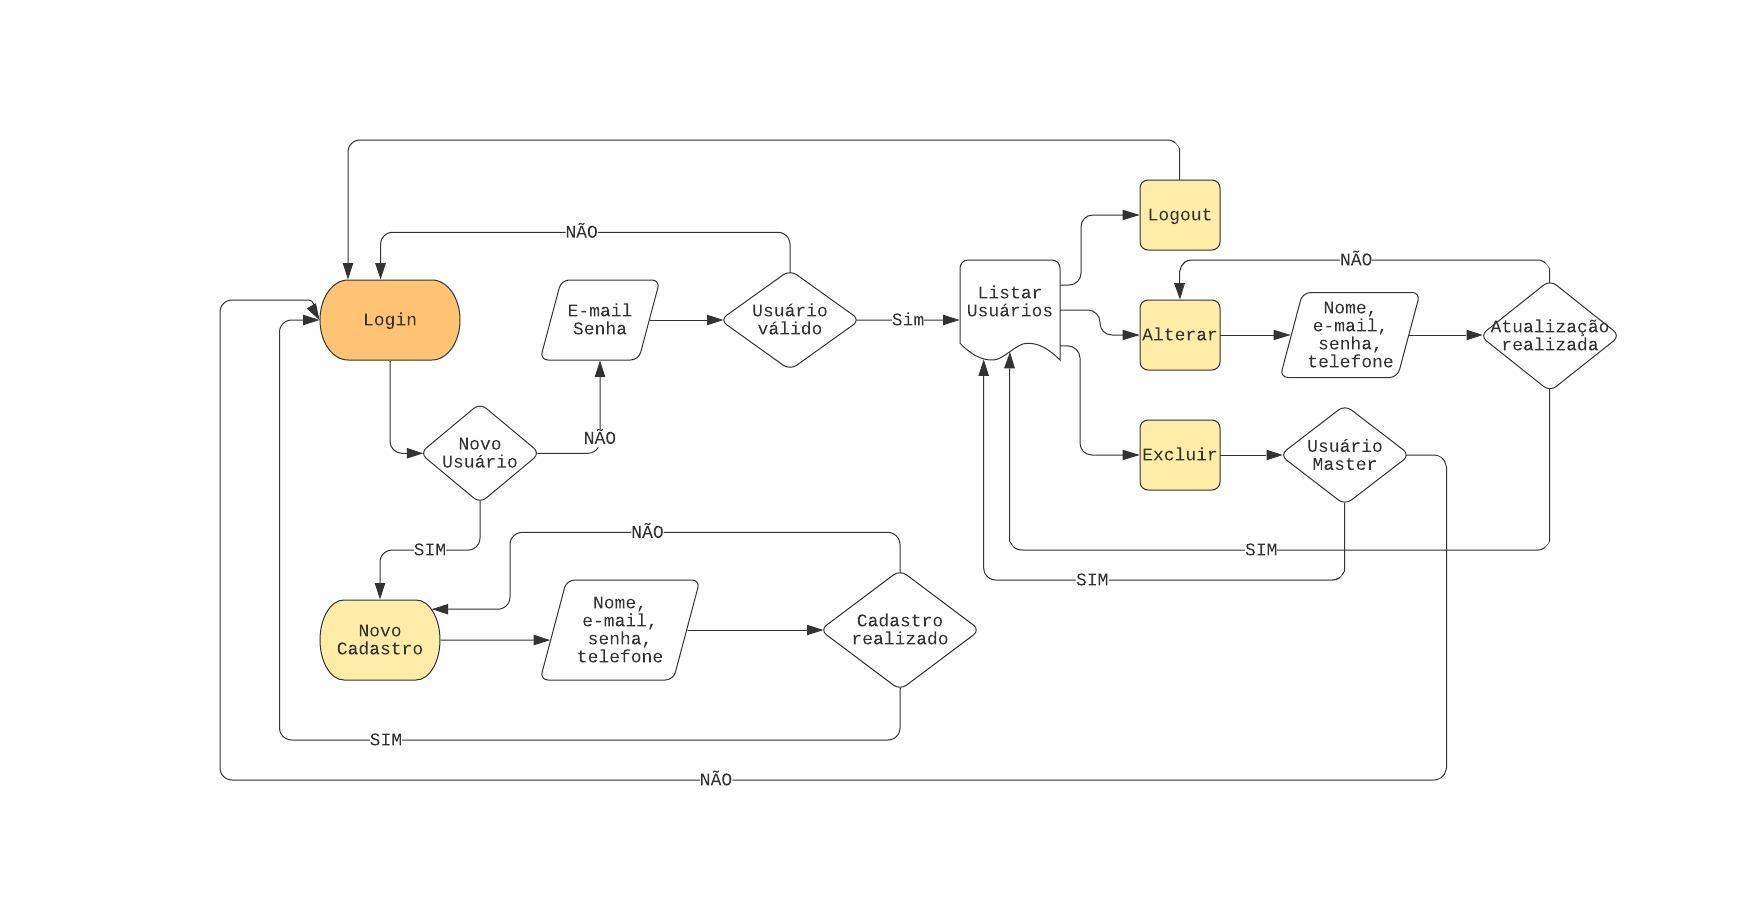 Logout
NÃO
NÃO
Login
E-mail
Senha
Usuário
válido
Sim
Listar
Usuários
Alterar
Nome,
e-mail,
senha,
telefone
Atualização
realizada
Novo
Usuário
NÃO
Excluir
Usuário
Master
SIM
NÃO
SIM
SIM
Novo
Cadastro
Nome,
e-mail,
senha,
telefone
Cadastro
realizado
SIM
NÃO